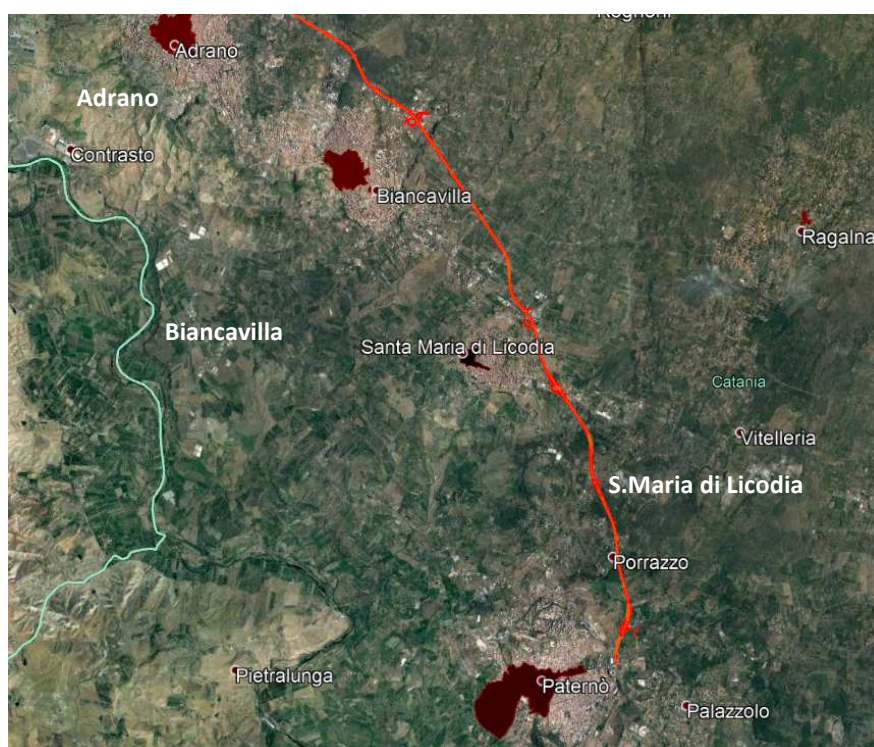 Rognoni
Adrano
Adrano
Contrasto
Biancavilla
Ragalna
Biancavilla
Santa Maria di Licodia
Catania
Vitelleria
S.Maria di Licodia
Porrazzo
Pietralunga
Paternò
Palazzolo